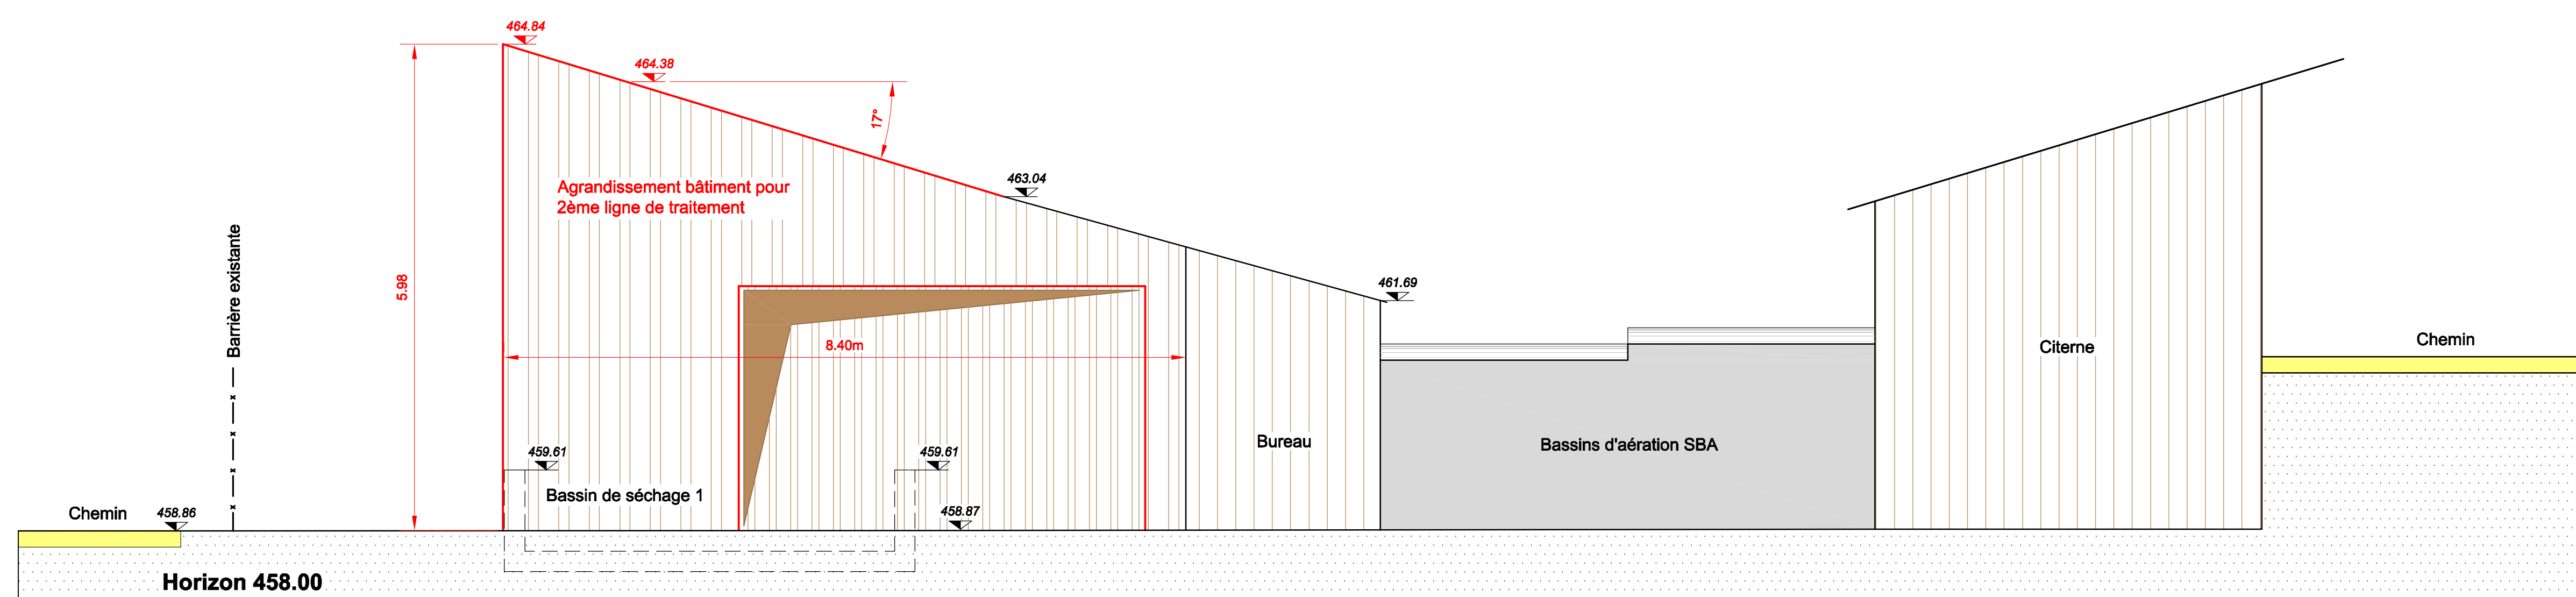 464.84
464.38
17°
Agrandissement bâtiment pour
2ème ligne de traitement
463.04
Barrière existante
5.98
461.69
8.40m
Citerne
Chemin
Bureau
Bassins d'aération SBA
459.61
459.61
Bassin de séchage 1
Chemin
458.86
458.87
Horizon 458.00